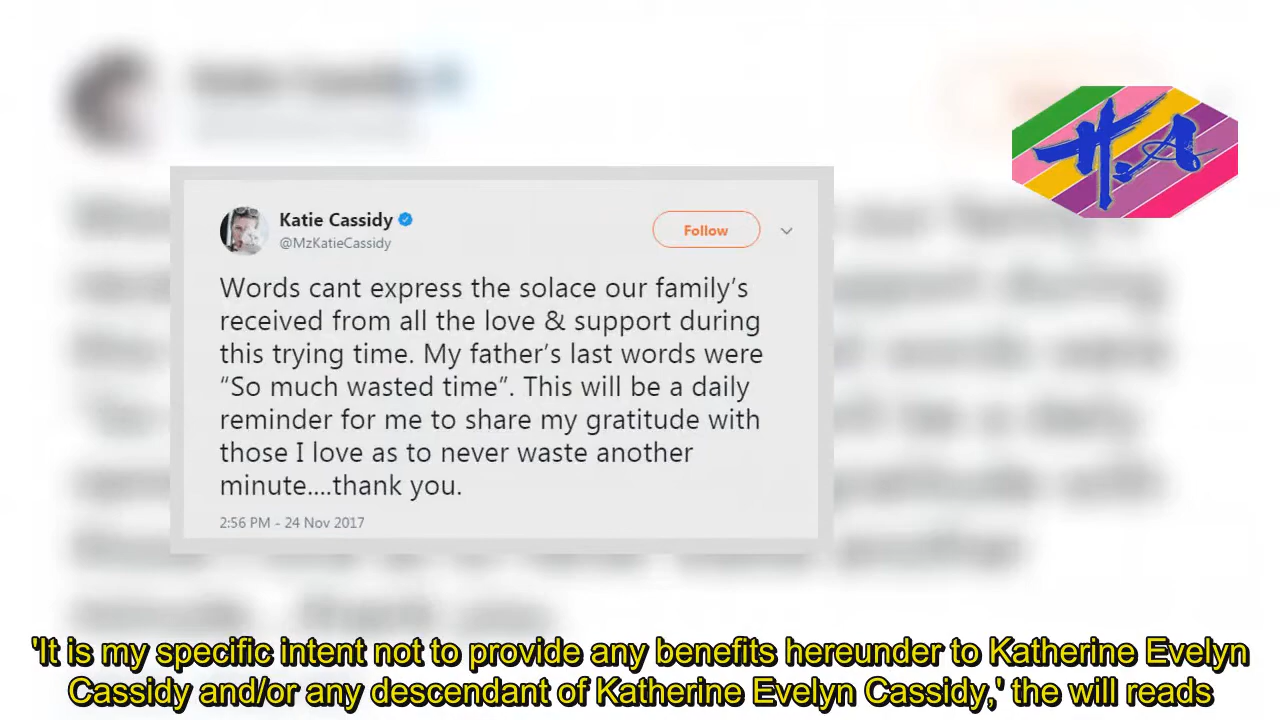 Katie Cassidy
@MzKatieCassidy
Follow
Words cant express the solace our family’s
received from all the love & support during
this trying time. My father’s last words were
“So much wasted time”. This will be a daily
reminder for me to share my gratitude with
those I love as to never waste another
minute....thank you.
2:56 PM - 24 Nov 2017
H.A
'It is my specific intent not to provide any benefits hereunder to Katherine Evelyn
Cassidy and/or any descendant of Katherine Evelyn Cassidy,' the will reads